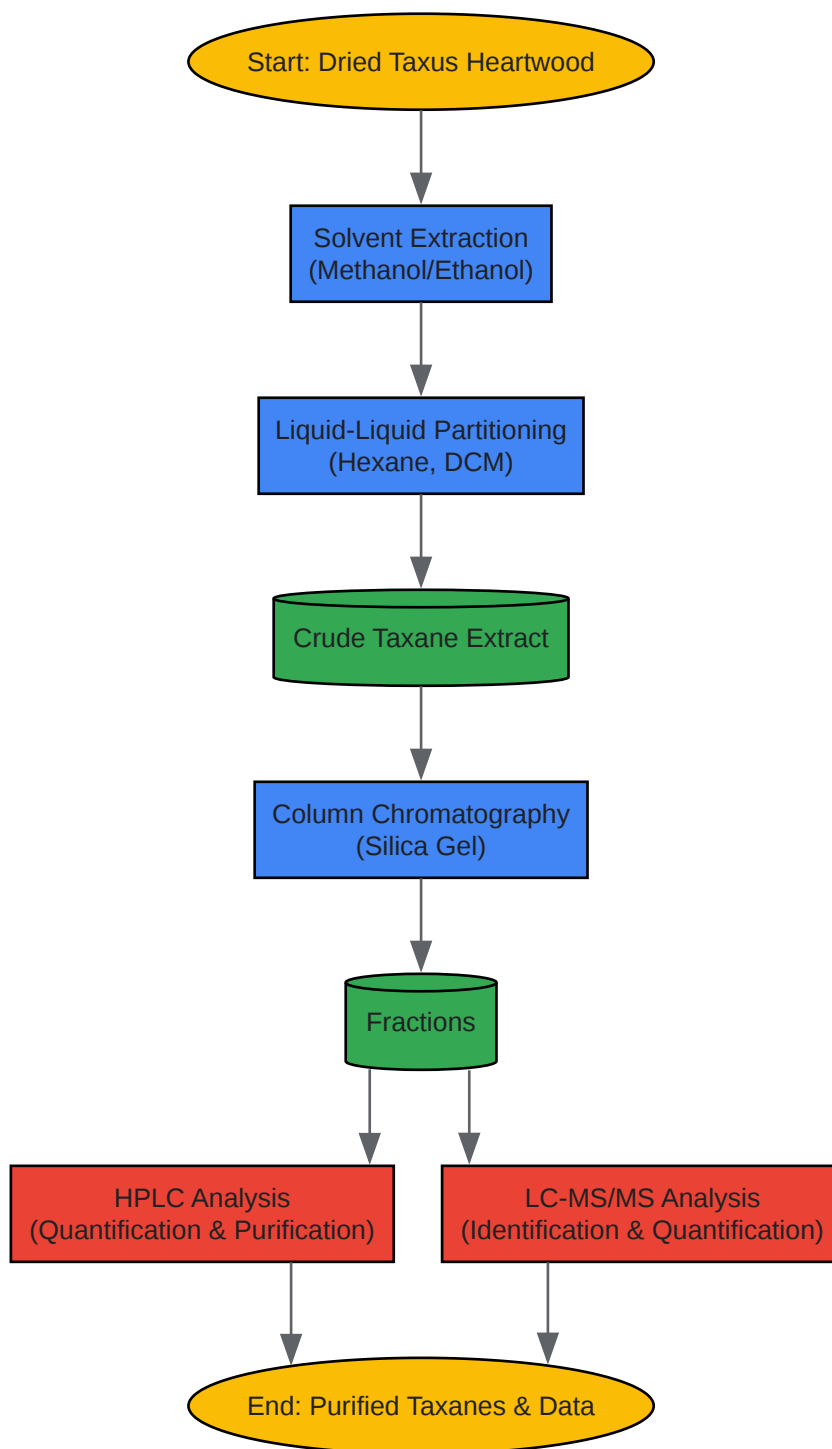 Start: Dried Taxus Heartwood
Solvent Extraction
(Methanol/Ethanol)
Liquid-Liquid Partitioning
(Hexane, DCM)
Crude Taxane Extract
Column Chromatography
(Silica Gel)
Fractions
HPLC Analysis
(Quantification & Purification)
LC-MS/MS Analysis
(Identification & Quantification)
End: Purified Taxanes & Data